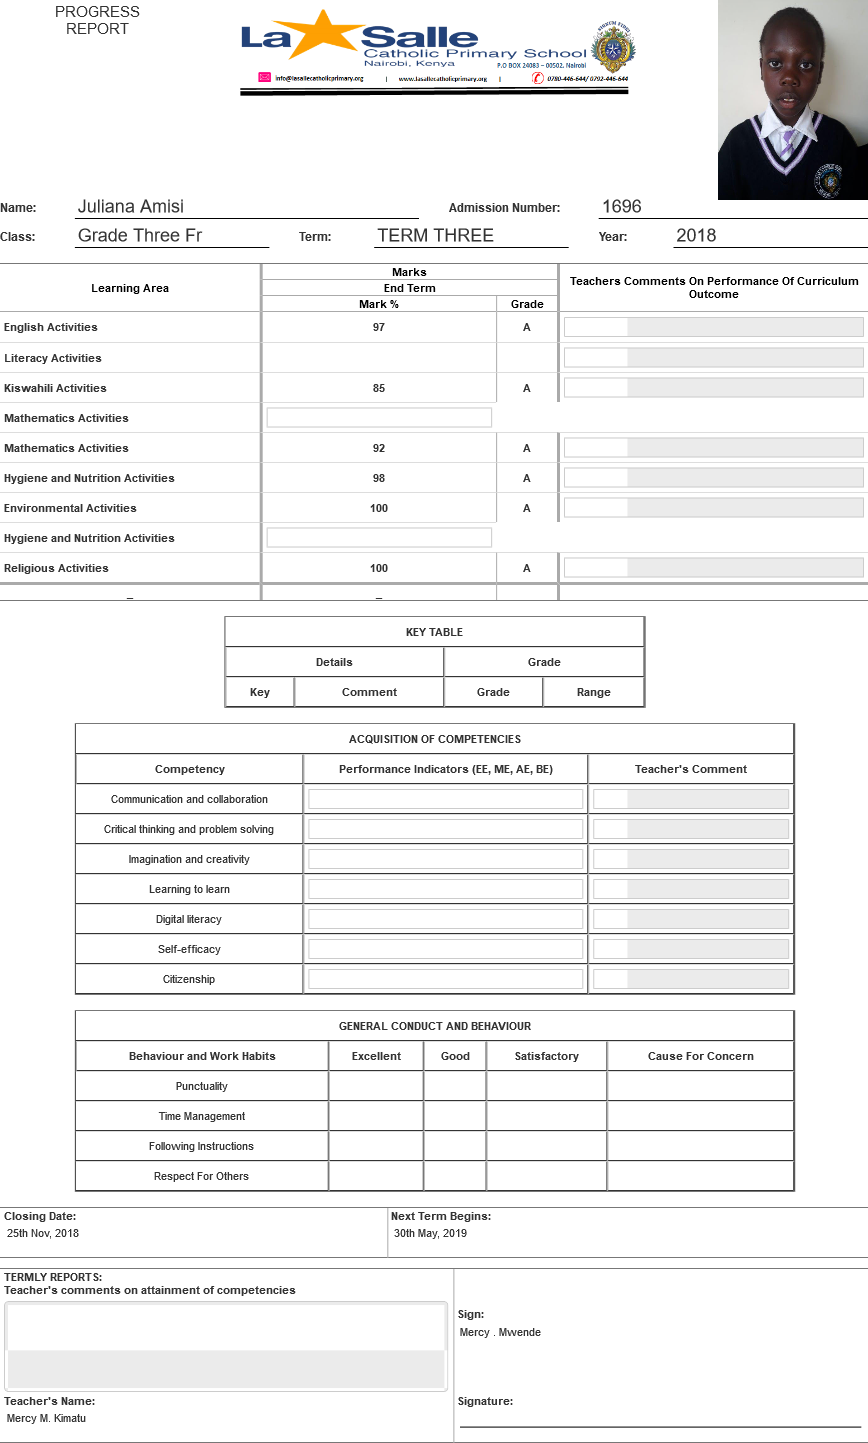 PROGRESS
REPORT
La Salle
Catholic Primary School
Nairobi, Kenya
P.O BOX 24083 – 00502, Nairobi
info@lasallecatholicprimary.org | www.lasallecatholicprimary.org | 0780-446-644/ 0792-446-644
Name: Juliana Amisi Admission Number: 1696
Class: Grade Three Fr Term: TERM THREE Year: 2018
Learning Area Marks Teachers Comments On Performance Of Curriculum Outcome
End Term
Mark % Grade
English Activities 97 A
Literacy Activities
Kiswahili Activities 85 A
Mathematics Activities
Mathematics Activities 92 A
Hygiene and Nutrition Activities 98 A
Environmental Activities 100 A
Hygiene and Nutrition Activities
Religious Activities 100 A
_ _
KEY TABLE
Details Grade
Key Comment Grade Range
ACQUISITION OF COMPETENCIES
Competency Performance Indicators (EE, ME, AE, BE) Teacher's Comment
Communication and collaboration
Critical thinking and problem solving
Imagination and creativity
Learning to learn
Digital literacy
Self-efficacy
Citizenship
GENERAL CONDUCT AND BEHAVIOUR
Behaviour and Work Habits Excellent Good Satisfactory Cause For Concern
Punctuality
Time Management
Following Instructions
Respect For Others
Closing Date: Next Term Begins:
25th Nov, 2018 30th May, 2019
TERMLY REPORTS:
Teacher's comments on attainment of competencies
Sign:
Mercy . Mwende
Teacher's Name: Signature:
Mercy M. Kimatu